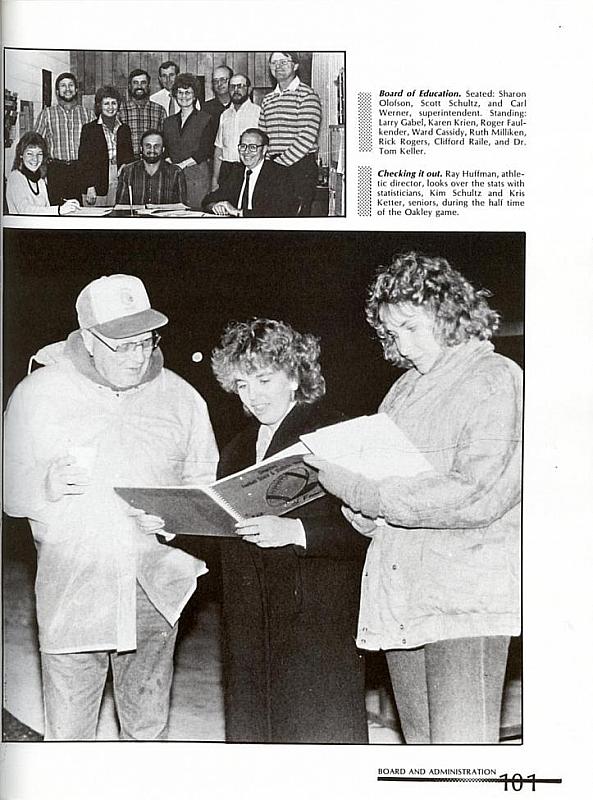 Board of Education. Seated: Sharon
Olofson, Scott Schultz, and Carl
Werner, superintendent. Standing:
Larry Gabel, Karen Krien, Roger Faul-
kender, Ward Cassidy, Ruth Milliken,
Rick Rogers, Clifford Raile, and Dr.
Tom Keller.
Checking it out. Ray Huffman, athle-
tic director, looks over the stats with
statisticians, Kim Schultz and Kris
Ketter, seniors, during the half time
of the Oakley game.
BOARD AND ADMINISTRATION 101